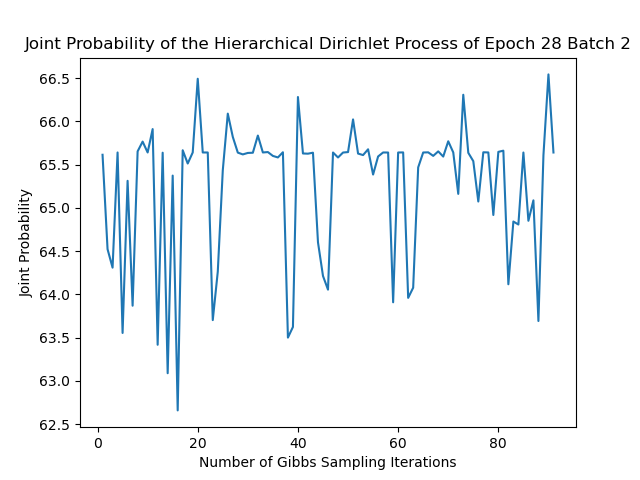 Joint Probability of the Hierarchical Dirichlet Process of Epoch 28 Batch 2
Joint Probability
66.5
66.0
65.5
65.0
64.5
64.0
63.5
63.0
62.5
0 20 40 60 80
Number of Gibbs Sampling Iterations